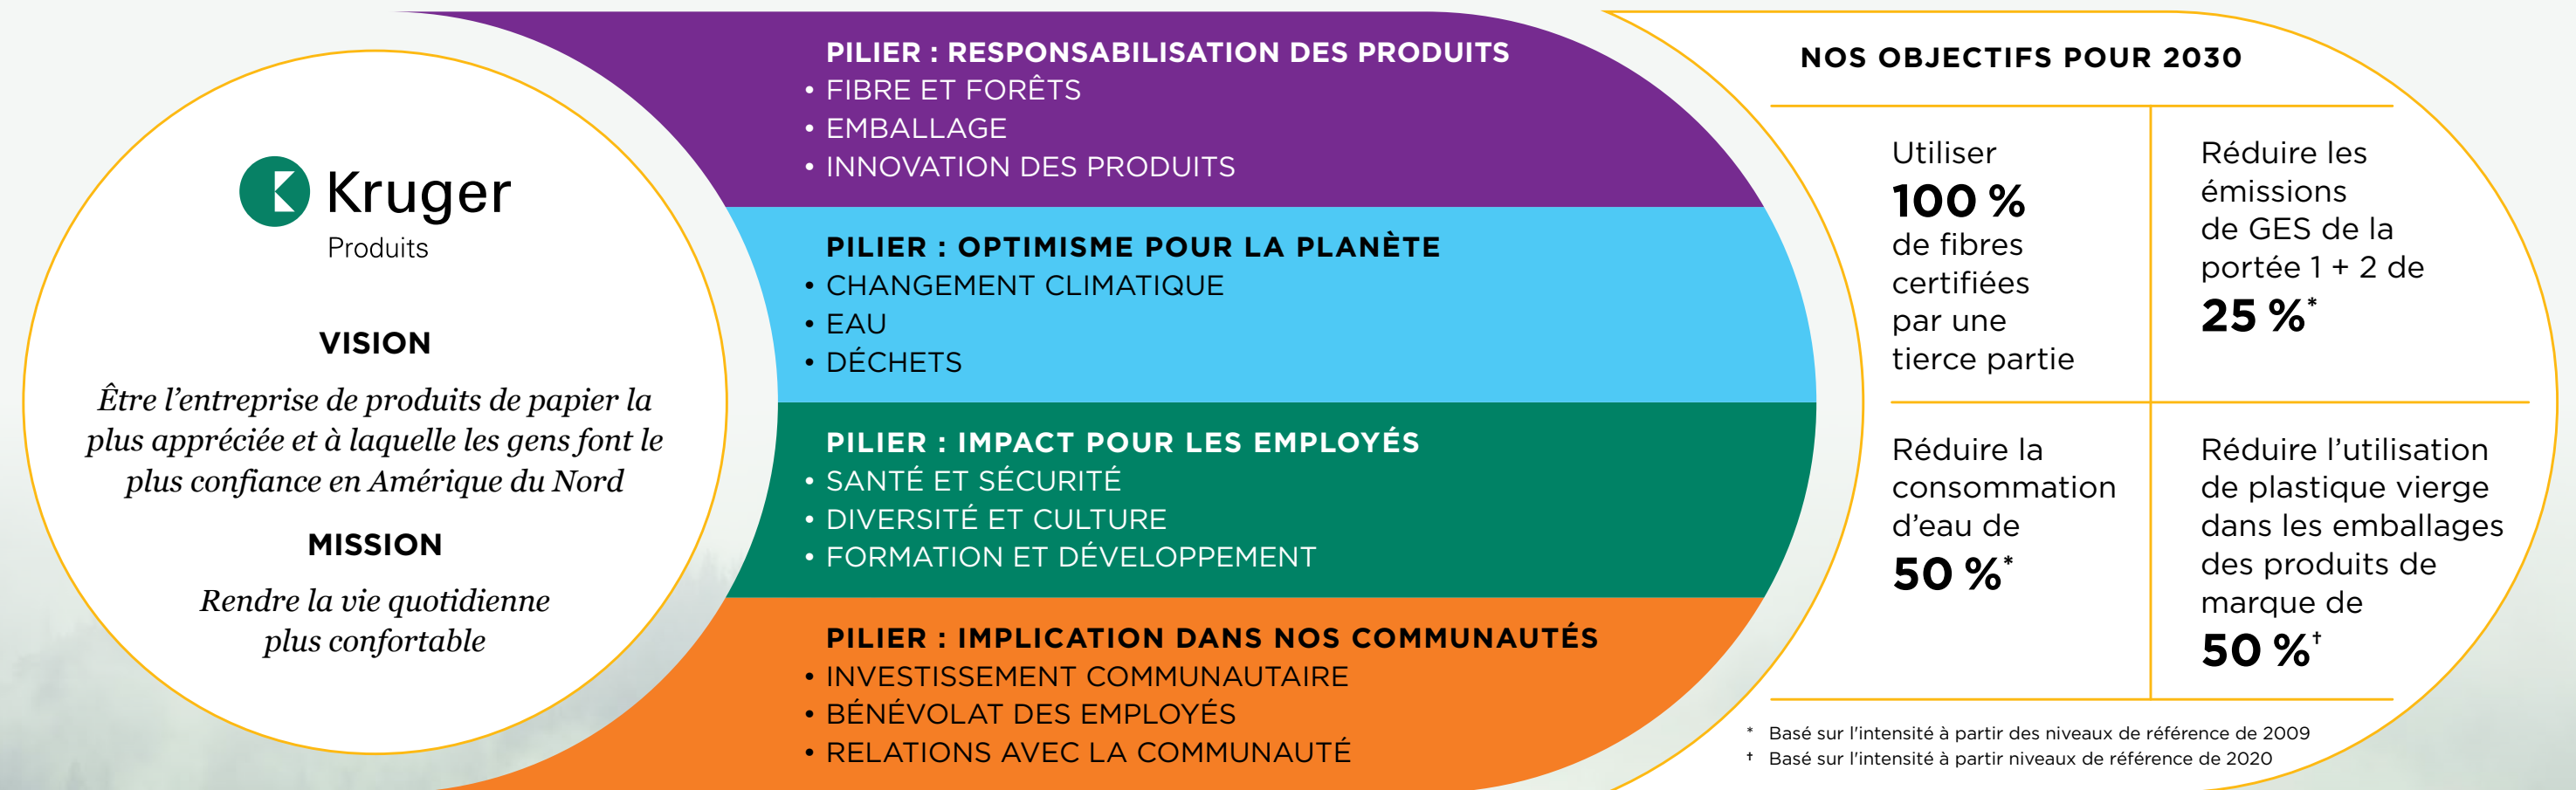 Kruger
Produits
VISION
Être l’entreprise de produits de papier la
plus appréciée et à laquelle les gens font le
plus confiance en Amérique du Nord
MISSION
Rendre la vie quotidienne
plus confortable
PILIER : RESPONSABILISATION DES PRODUITS
• FIBRE ET FORÊTS
• EMBALLAGE
• INNOVATION DES PRODUITS
PILIER : OPTIMISME POUR LA PLANÈTE
• CHANGEMENT CLIMATIQUE
• EAU
• DÉCHETS
PILIER : IMPACT POUR LES EMPLOYÉS
• SANTÉ ET SÉCURITÉ
• DIVERSITÉ ET CULTURE
• FORMATION ET DÉVELOPPEMENT
PILIER : IMPLICATION DANS NOS COMMUNAUTÉS
• INVESTISSEMENT COMMUNAUTAIRE
• BÉNÉVOLAT DES EMPLOYÉS
• RELATIONS AVEC LA COMMUNAUTÉ
NOS OBJECTIFS POUR 2030
Utiliser
100 %
de fibres
certifiées
par une
tierce partie
Réduire les
émissions
de GES de la
portée 1 + 2 de
25 %*
Réduire la
consommation
d’eau de
50 %*
Réduire l’utilisation
de plastique vierge
dans les emballages
des produits de
marque de
50 %†
* Basé sur l'intensité à partir des niveaux de référence de 2009
† Basé sur l'intensité à partir niveaux de référence de 2020